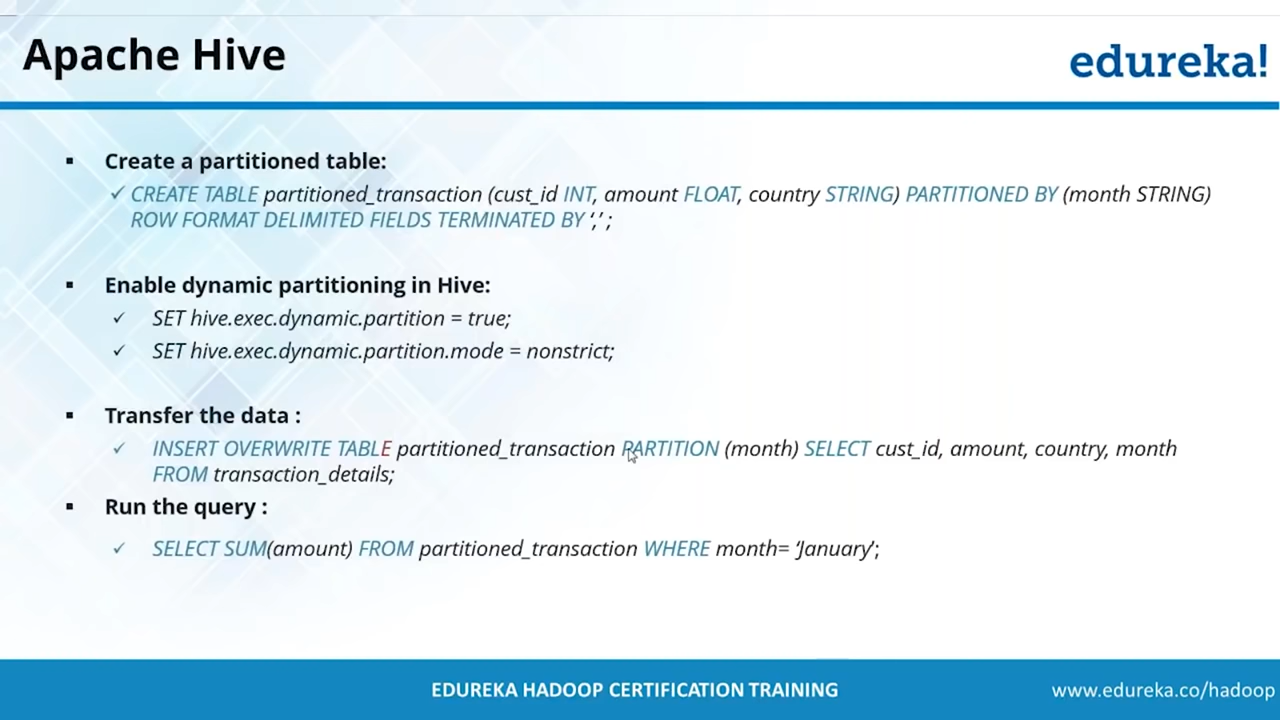 Apache Hive
edureka!
▪ Create a partitioned table:
✓ CREATE TABLE partitioned_transaction (cust_id INT, amount FLOAT, country STRING) PARTITIONED BY (month STRING)
ROW FORMAT DELIMITED FIELDS TERMINATED BY ‘,’ ;
▪ Enable dynamic partitioning in Hive:
✓ SET hive.exec.dynamic.partition = true;
✓ SET hive.exec.dynamic.partition.mode = nonstrict;
▪ Transfer the data :
✓ INSERT OVERWRITE TABLE partitioned_transaction PARTITION (month) SELECT cust_id, amount, country, month
FROM transaction_details;
▪ Run the query :
✓ SELECT SUM(amount) FROM partitioned_transaction WHERE month= ‘January’;
EDUREKA HADOOP CERTIFICATION TRAINING
www.edureka.co/hadoop